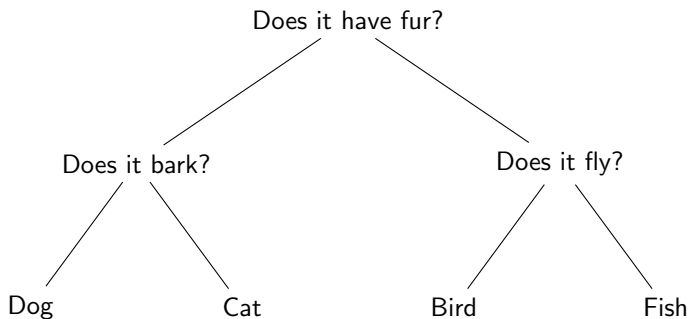 Does it have fur?
Does it bark?
Does it fly?
Dog
Cat
Bird
Fish